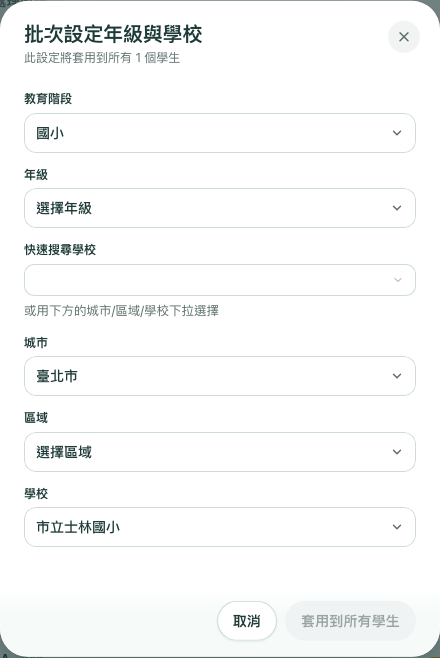 批次設定年級與學校
此設定將套用到所有 1 個學生
教育階段
國小
年級
選擇年級
快速搜尋學校
或用下方的城市/區域/學校下拉選擇
城市
臺北市
區域
選擇區域
學校
市立士林國小
取消
套用到所有學生